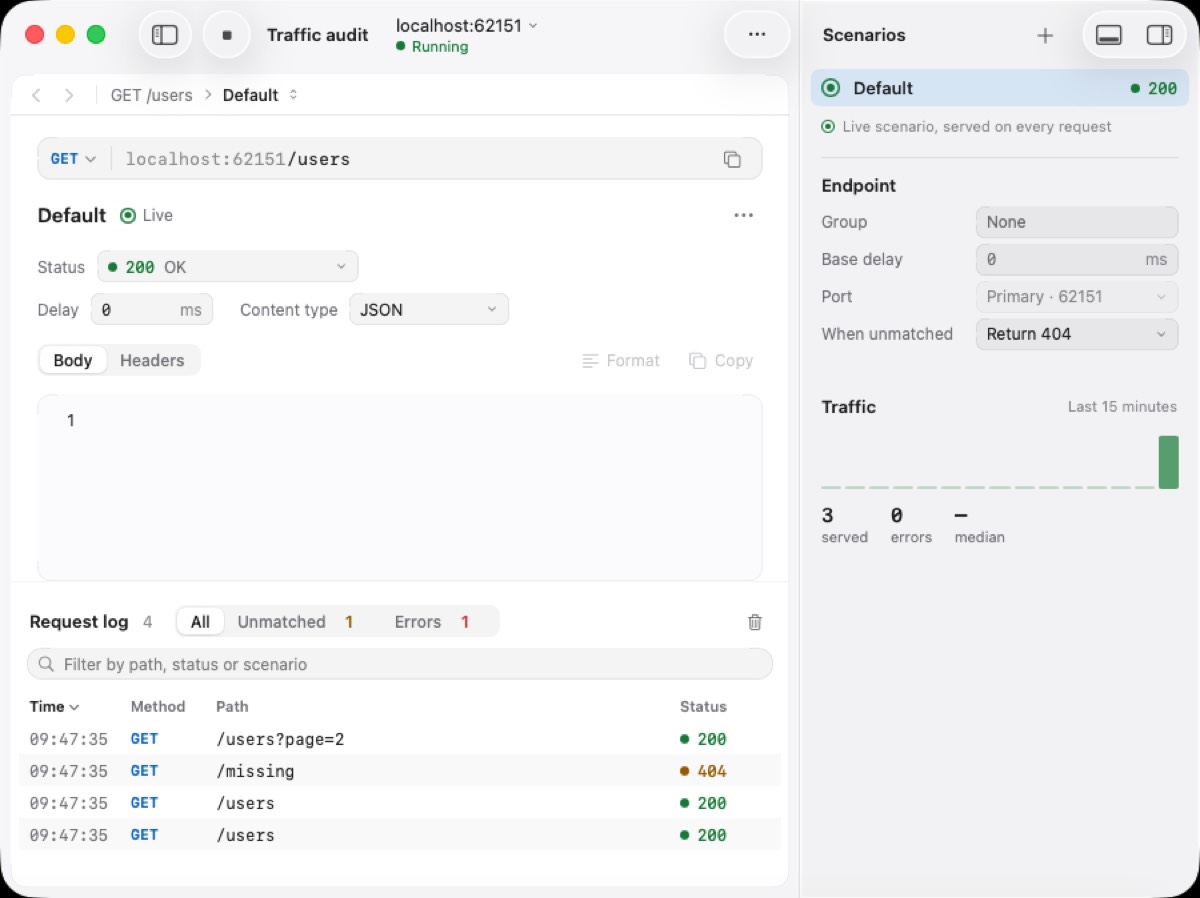 Traffic audit
localhost:62151
Running
GET /users > Default
GET localhost:62151/users
Default Live
Status 200 OK
Delay 0 ms Content type JSON
Body Headers Format Copy
1
Request log 4 All Unmatched 1 Errors 1
Filter by path, status or scenario
Time Method Path Status
09:47:35 GET /users?page=2 200
09:47:35 GET /missing 404
09:47:35 GET /users 200
09:47:35 GET /users 200
Scenarios
Default 200
Live scenario, served on every request
Endpoint
Group None
Base delay 0 ms
Port Primary · 62151
When unmatched Return 404
Traffic Last 15 minutes
3 0 –
served errors median